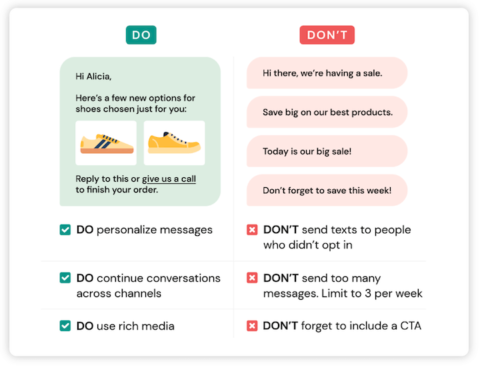 DO
Hi Alicia,
Here's a few new options for
shoes chosen just for you:
Reply to this or give us a call
to finish your order.
DO personalize messages
DO continue conversations
across channels
DO use rich media
DON'T
Hi there, we're having a sale.
Save big on our best products.
Today is our big sale!
Don't forget to save this week!
DON'T send texts to people
who didn't opt in
DON'T send too many
messages. Limit to 3 per week
DON'T forget to include a CTA